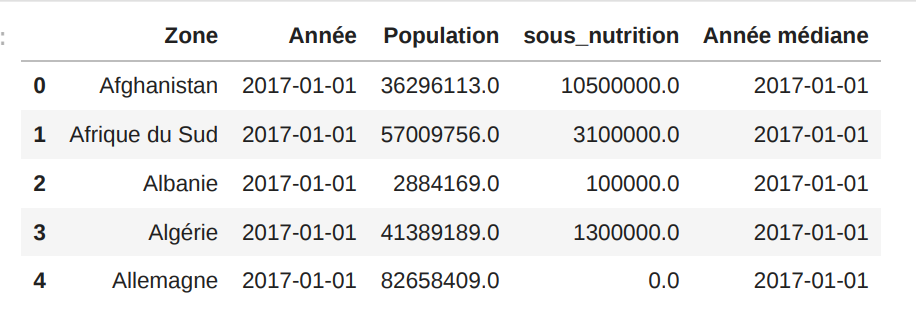 :
Zone Année Population sous_nutrition Année médiane
0 Afghanistan 2017-01-01 36296113.0 10500000.0 2017-01-01
1 Afrique du Sud 2017-01-01 57009756.0 3100000.0 2017-01-01
2 Albanie 2017-01-01 2884169.0 100000.0 2017-01-01
3 Algérie 2017-01-01 41389189.0 1300000.0 2017-01-01
4 Allemagne 2017-01-01 82658409.0 0.0 2017-01-01